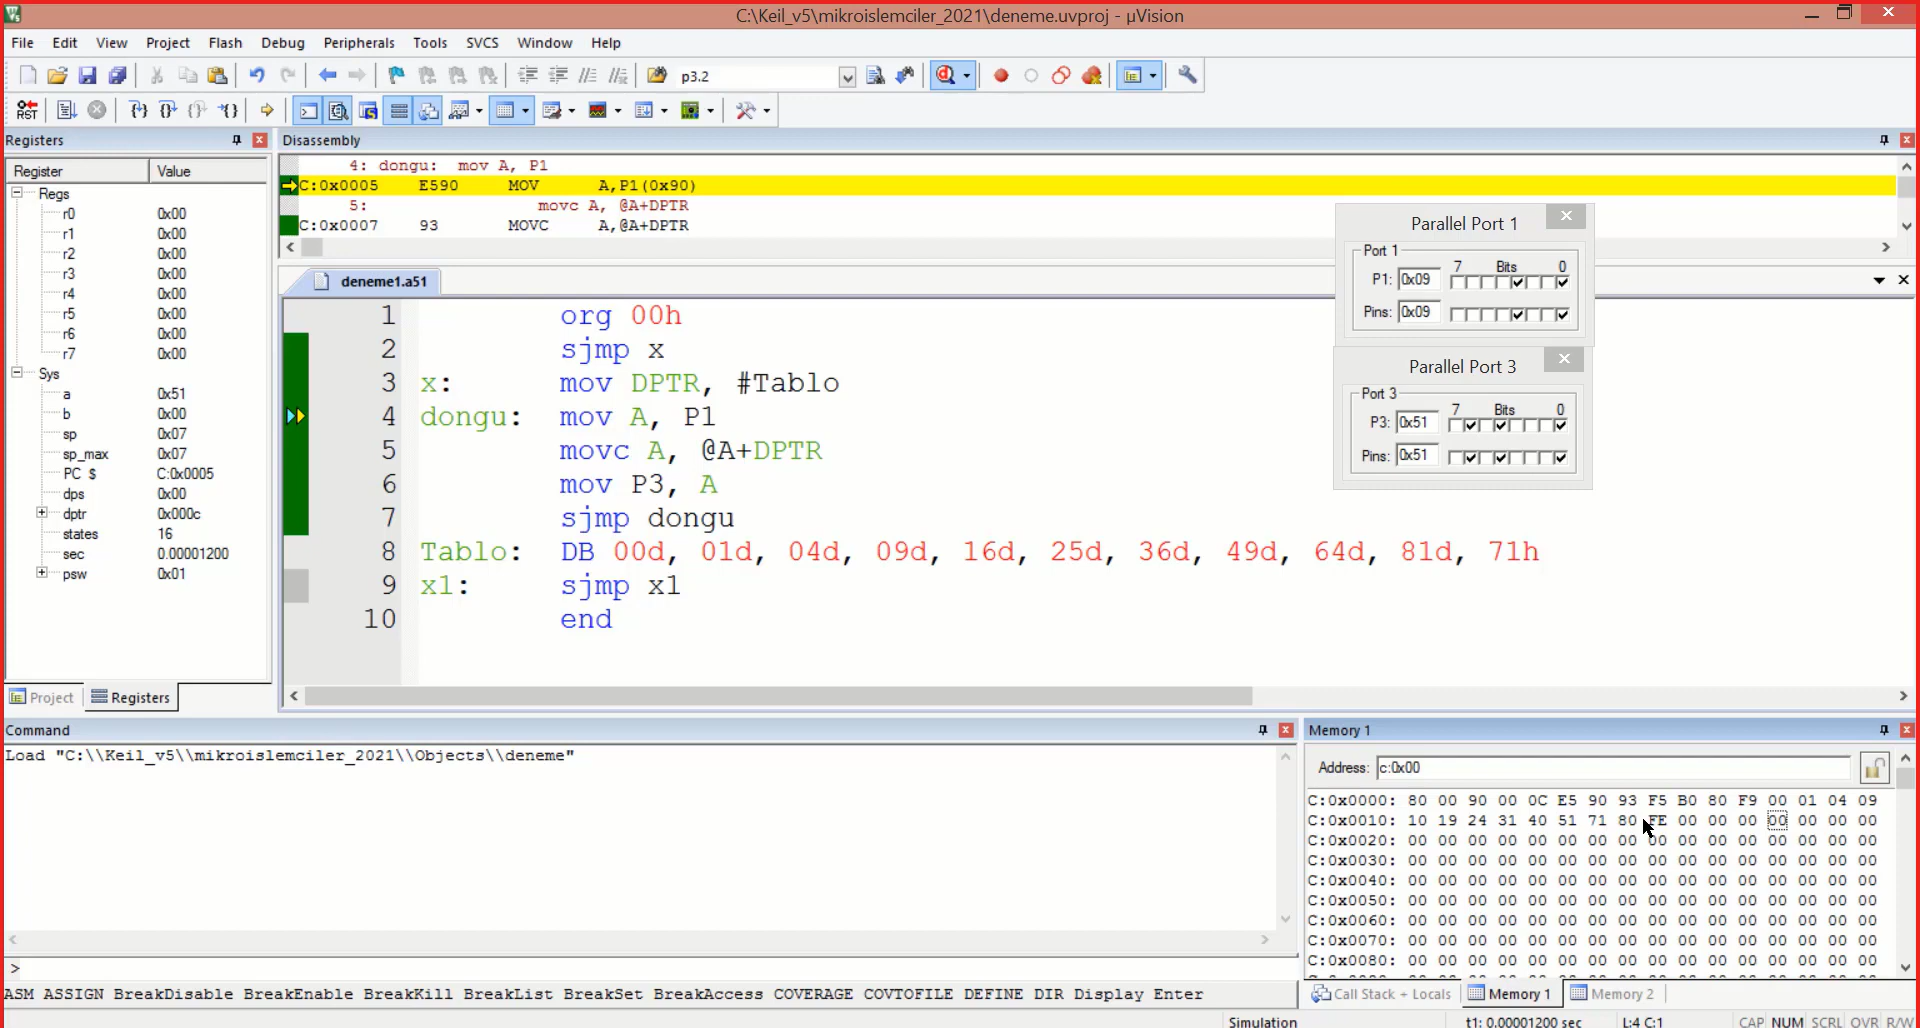 C:\Keil_v5\mikroislemciler_2021\deneme.uvproj - µVision
File Edit View Project Flash Debug Peripherals Tools SVCS Window Help
p3.2
RST
Registers
Register Value
Regs
r0 0x00
r1 0x00
r2 0x00
r3 0x00
r4 0x00
r5 0x00
r6 0x00
r7 0x00
Sys
a 0x51
b 0x00
sp 0x07
sp_max 0x07
PC $ C:0x0005
dps 0x00
dptr 0x000c
states 16
sec 0.00001200
psw 0x01
Project Registers
Disassembly
4: dongu: mov A, P1
C:0x0005 E590 MOV A,P1(0x90)
5: movc A, @A+DPTR
C:0x0007 93 MOVC A,@A+DPTR
deneme1.a51
1 org 00h
2 sjmp x
3 x: mov DPTR, #Tablo
4 dongu: mov A, P1
5 movc A, @A+DPTR
6 mov P3, A
7 sjmp dongu
8 Tablo: DB 00d, 01d, 04d, 09d, 16d, 25d, 36d, 49d, 64d, 81d, 71h
9 x1: sjmp x1
10 end
Parallel Port 1
Port 1
7 Bits 0
P1: 0x09
Pins: 0x09
Parallel Port 3
Port 3
7 Bits 0
P3: 0x51
Pins: 0x51
Command
Load "C:\\Keil_v5\\mikroislemciler_2021\\Objects\\deneme"
>
ASM ASSIGN BreakDisable BreakEnable BreakKill BreakList BreakSet BreakAccess COVERAGE COVTOFILE DEFINE DIR Display Enter
Memory 1
Address: c:0x00
C:0x0000: 80 00 90 00 0C E5 90 93 F5 B0 80 F9 00 01 04 09
C:0x0010: 10 19 24 31 40 51 71 80 FE 00 00 00 00 00 00 00
C:0x0020: 00 00 00 00 00 00 00 00 00 00 00 00 00 00 00 00
C:0x0030: 00 00 00 00 00 00 00 00 00 00 00 00 00 00 00 00
C:0x0040: 00 00 00 00 00 00 00 00 00 00 00 00 00 00 00 00
C:0x0050: 00 00 00 00 00 00 00 00 00 00 00 00 00 00 00 00
C:0x0060: 00 00 00 00 00 00 00 00 00 00 00 00 00 00 00 00
C:0x0070: 00 00 00 00 00 00 00 00 00 00 00 00 00 00 00 00
C:0x0080: 00 00 00 00 00 00 00 00 00 00 00 00 00 00 00 00
Call Stack + Locals Memory 1 Memory 2
Simulation t1: 0.00001200 sec L:4 C:1 CAP NUM SCRL OVR R/W